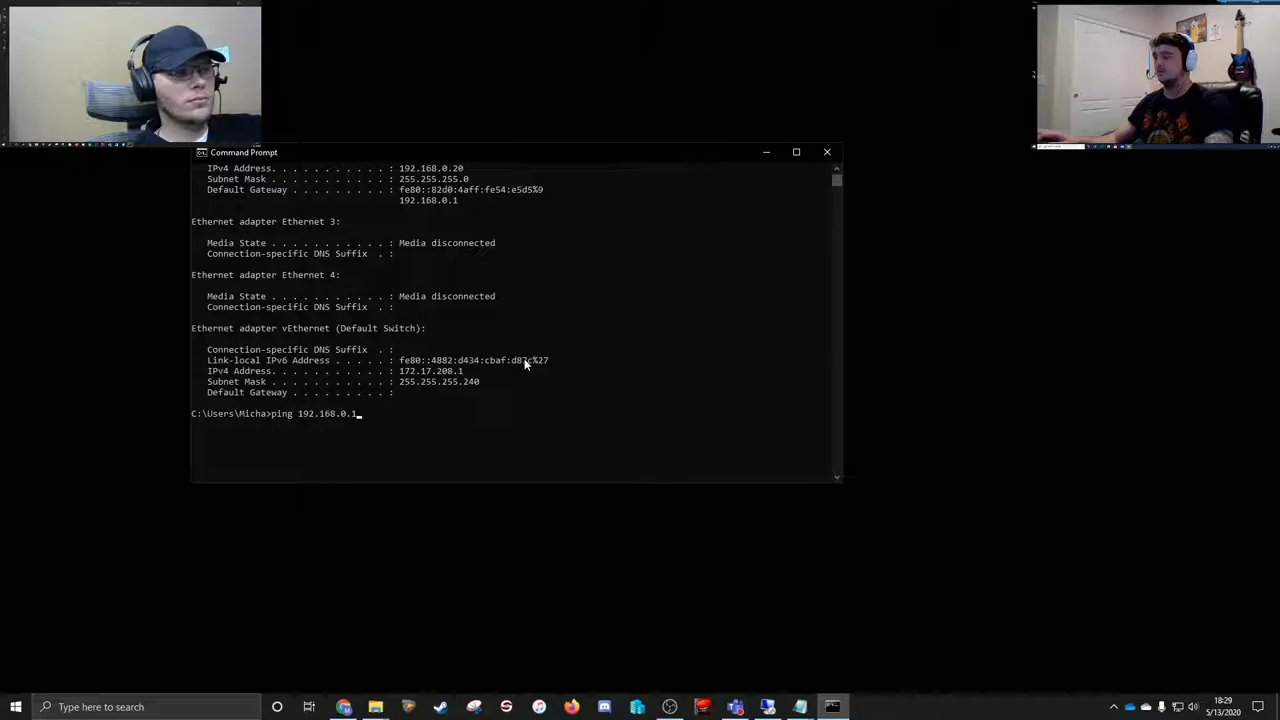 Command Prompt
IPv4 Address. . . . . . . . . . . : 192.168.0.20
Subnet Mask . . . . . . . . . . . : 255.255.255.0
Default Gateway . . . . . . . . . : fe80::82d0:4aff:fe54:e5d5%9
192.168.0.1
Ethernet adapter Ethernet 3:
Media State . . . . . . . . . . . : Media disconnected
Connection-specific DNS Suffix  . :
Ethernet adapter Ethernet 4:
Media State . . . . . . . . . . . : Media disconnected
Connection-specific DNS Suffix  . :
Ethernet adapter vEthernet (Default Switch):
Connection-specific DNS Suffix  . :
Link-local IPv6 Address . . . . . : fe80::4882:d434:cbaf:d87c%27
IPv4 Address. . . . . . . . . . . : 172.17.208.1
Subnet Mask . . . . . . . . . . . : 255.255.255.240
Default Gateway . . . . . . . . . :
C:\Users\Micha>ping 192.168.0.1_
Type here to search
18:29
5/13/2020